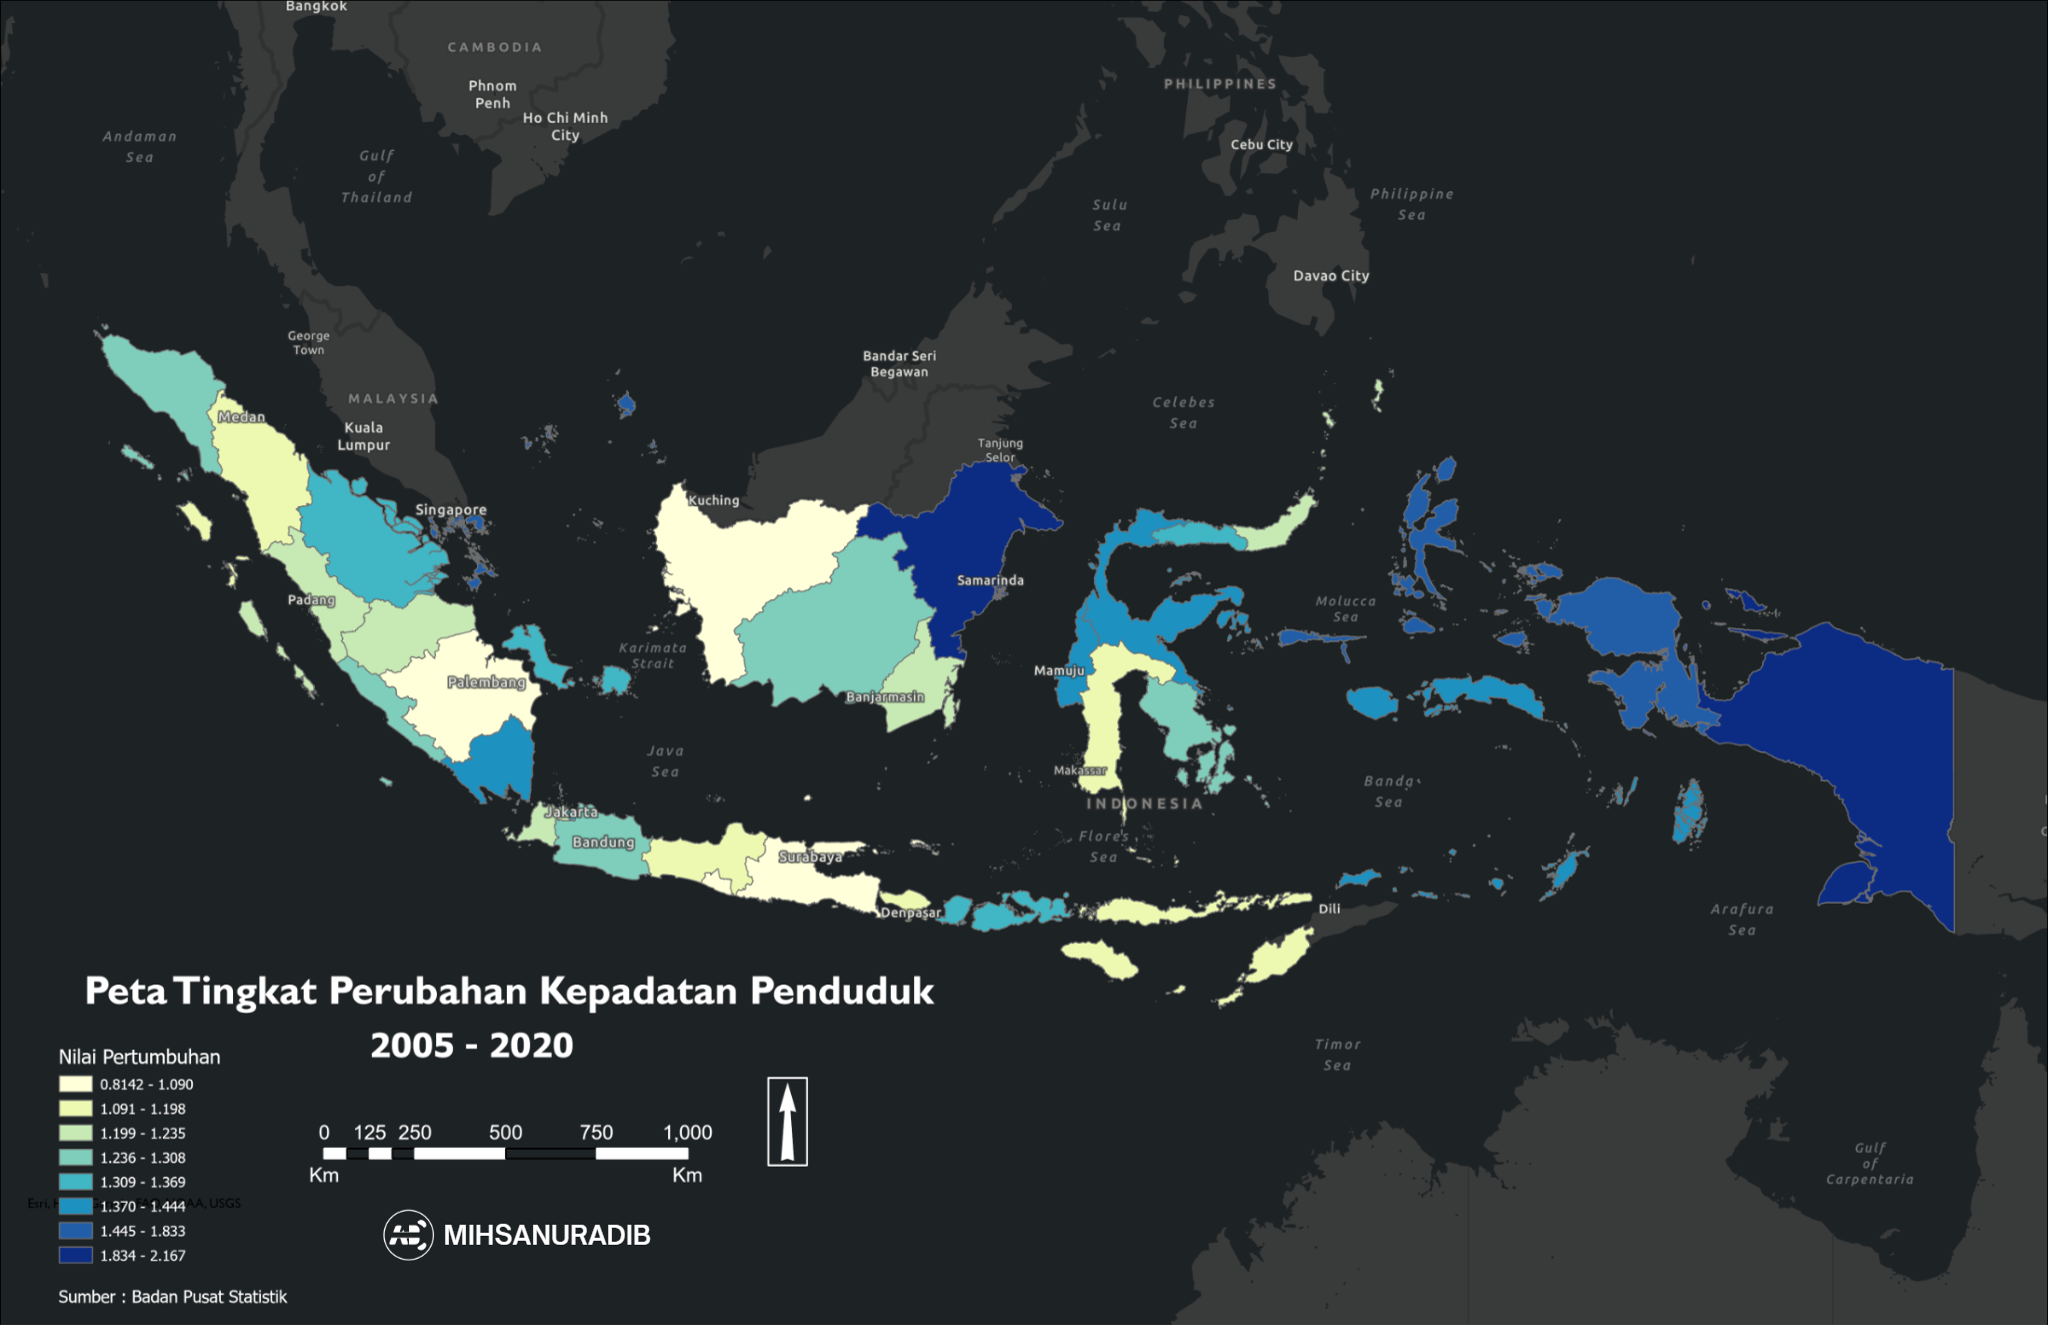 Bangkok
CAMBODIA
Phnom
Penh
Ho Chi Minh
City
PHILIPPINES
Cebu City
Andaman
Sea
Gulf
of
Thailand
Sulu
Sea
Philippine
Sea
Davao City
George
Town
Bandar Seri
Begawan
MALAYSIA
Kuala
Lumpur
Celebes
Sea
Medan
Tanjung
Selor
Kuching
Singapore
Samarinda
Padang
Molucca
Sea
Karimata
Strait
Mamuju
Palembang
Banjarmasin
Java
Sea
Makassar
Banda
Sea
INDONESIA
Jakarta
Bandung
Flores
Sea
Surabaya
Denpasar
Dili
Arafura
Sea
Timor
Sea
Gulf
of
Carpentaria
Peta Tingkat Perubahan Kepadatan Penduduk
2005 - 2020
Nilai Pertumbuhan
0.8142 - 1.090
1.091 - 1.198
1.199 - 1.235
1.236 - 1.308
1.309 - 1.369
1.370 - 1.444
1.445 - 1.833
1.834 - 2.167
0 125 250 500 750 1,000
Km Km
Esri, USGS
MIHSANURADIB
Sumber : Badan Pusat Statistik